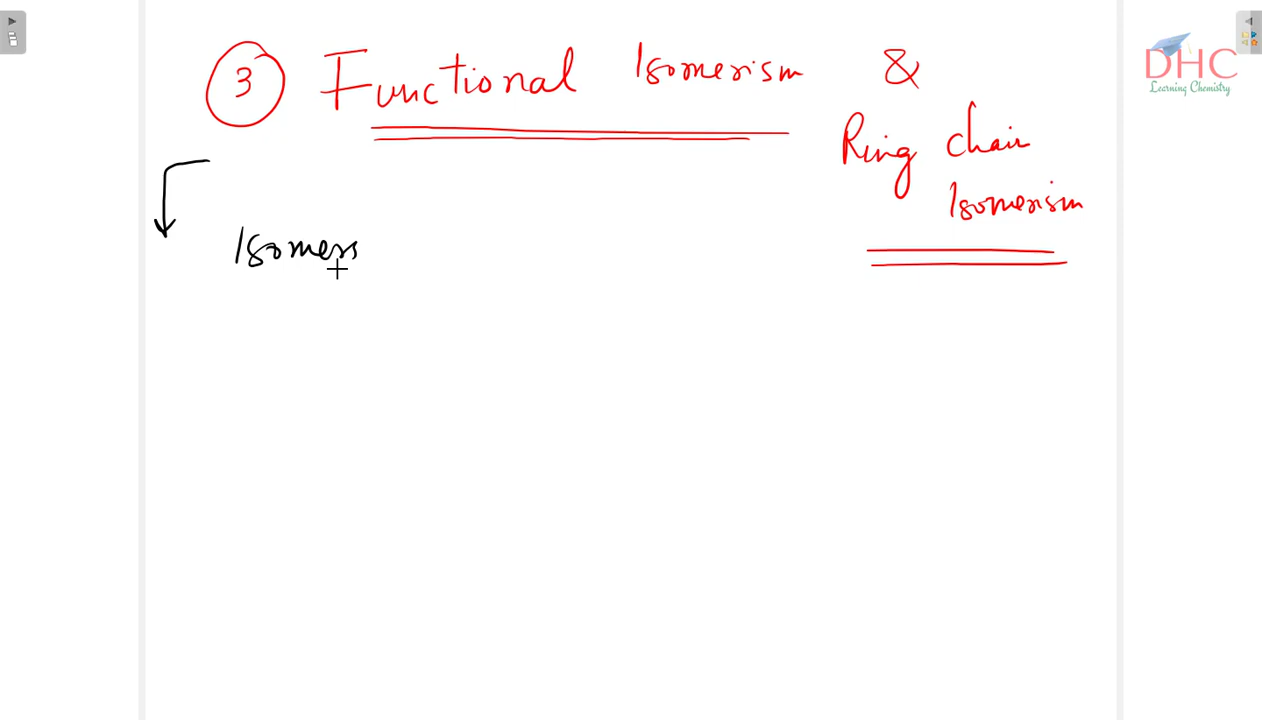 3 Functional Isomerism &
Ring chain
Isomerism
Isomers
DHC
Learning Chemistry